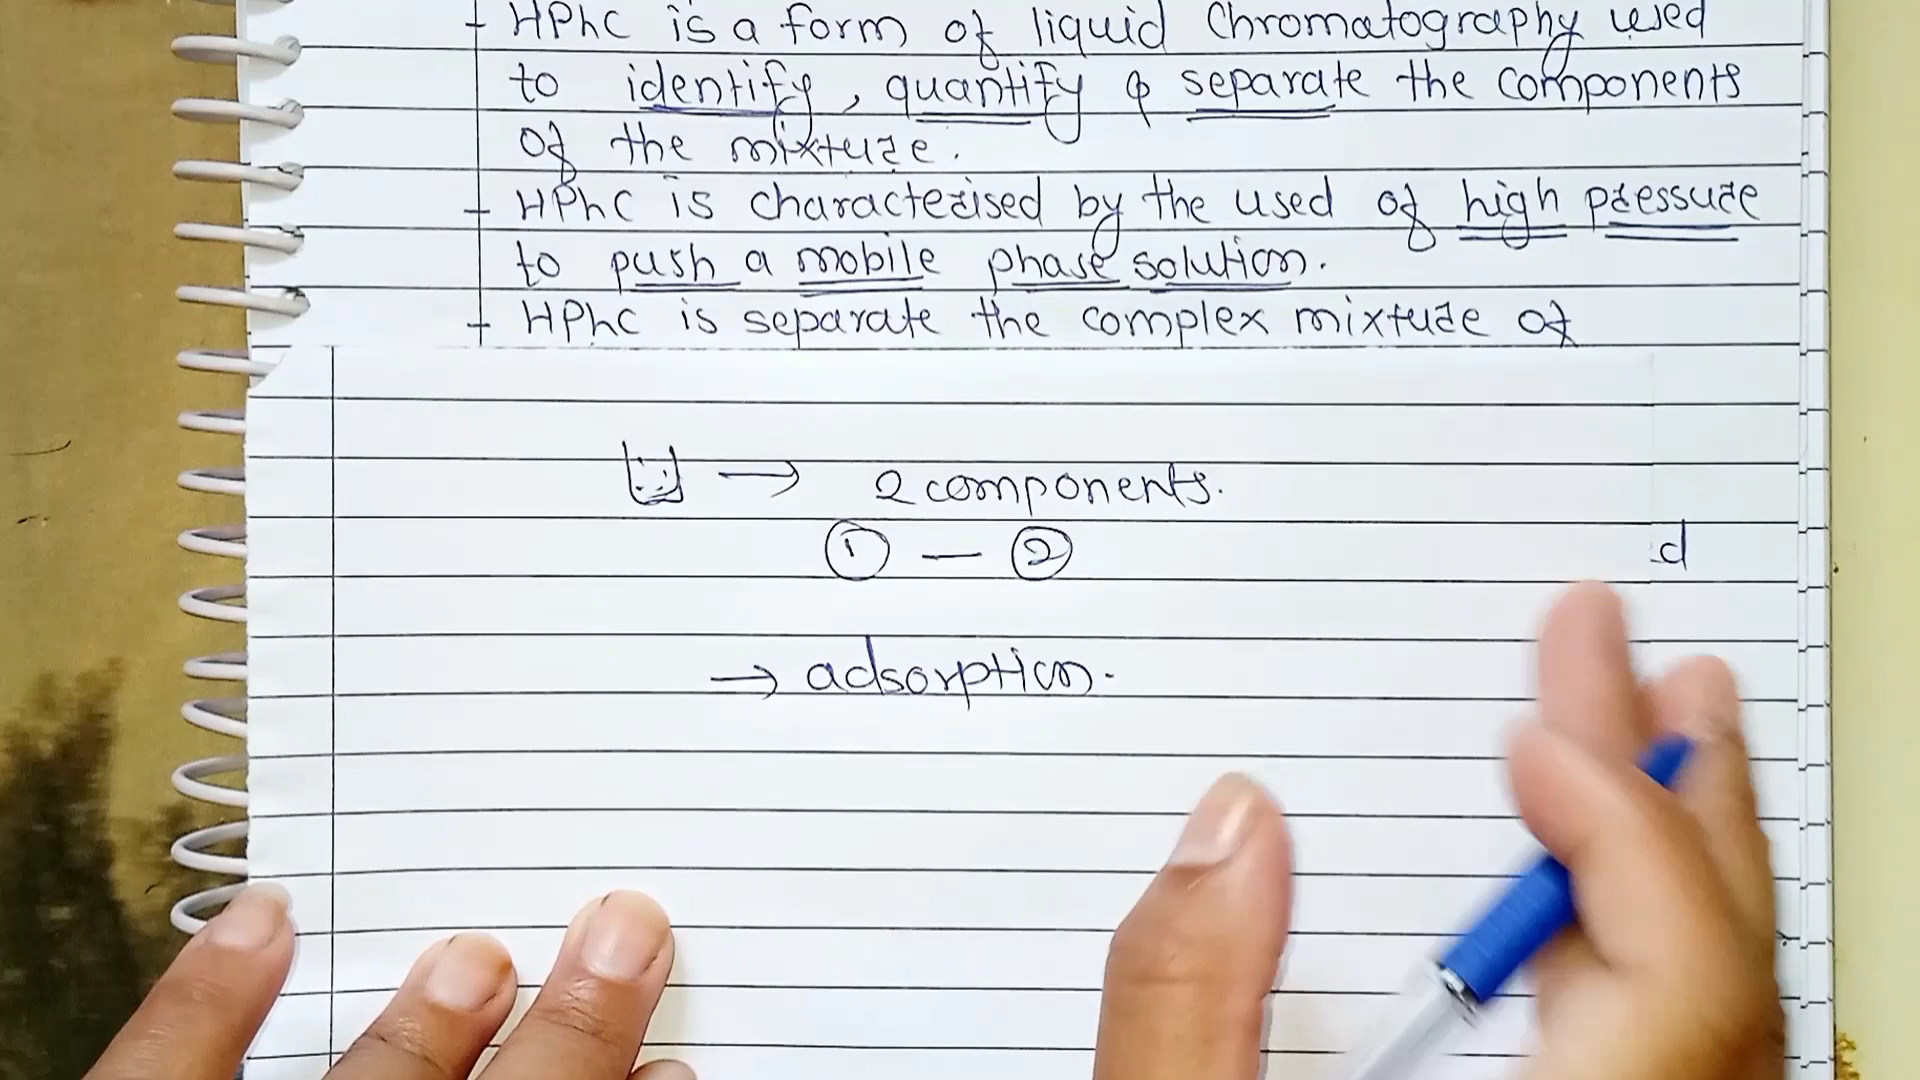 HPLC is a form of liquid Chromatography used
to identify, quantify & separate the components
of the mixture.
HPLC is characterised by the used of high pressure
to push a mobile phase solution.
HPLC is separate the complex mixture of
→ 2 components.
① — ②
d
→ adsorption.